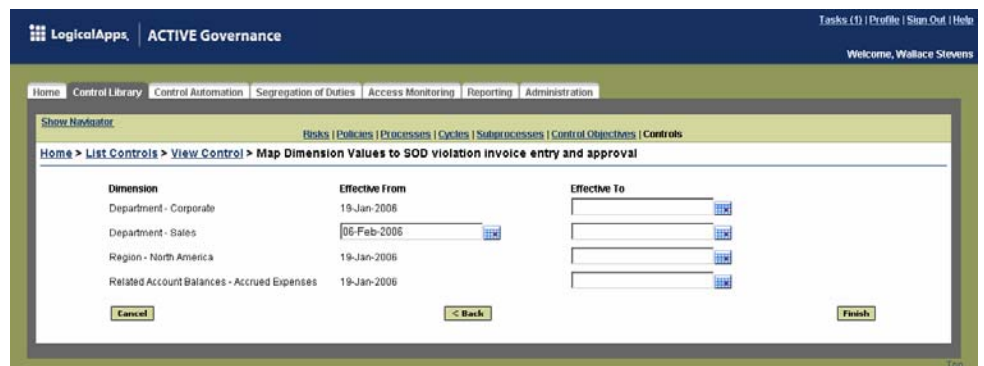 Tasks (1) | Profile | Sign Out | Help
LogicalApps ACTIVE Governance
Welcome, Wallace Stevens
Home Control Library Control Automation Segregation of Duties Access Monitoring Reporting Administration
Show Navigator
Risks | Policies | Processes | Cycles | Subprocesses | Control Objectives | Controls
Home > List Controls > View Control > Map Dimension Values to SOD violation invoice entry and approval
Dimension Effective From Effective To
Department - Corporate 19-Jan-2006
Department - Sales 06-Feb-2006
Region - North America 19-Jan-2006
Related Account Balances - Accrued Expenses 19-Jan-2006
Cancel < Back Finish